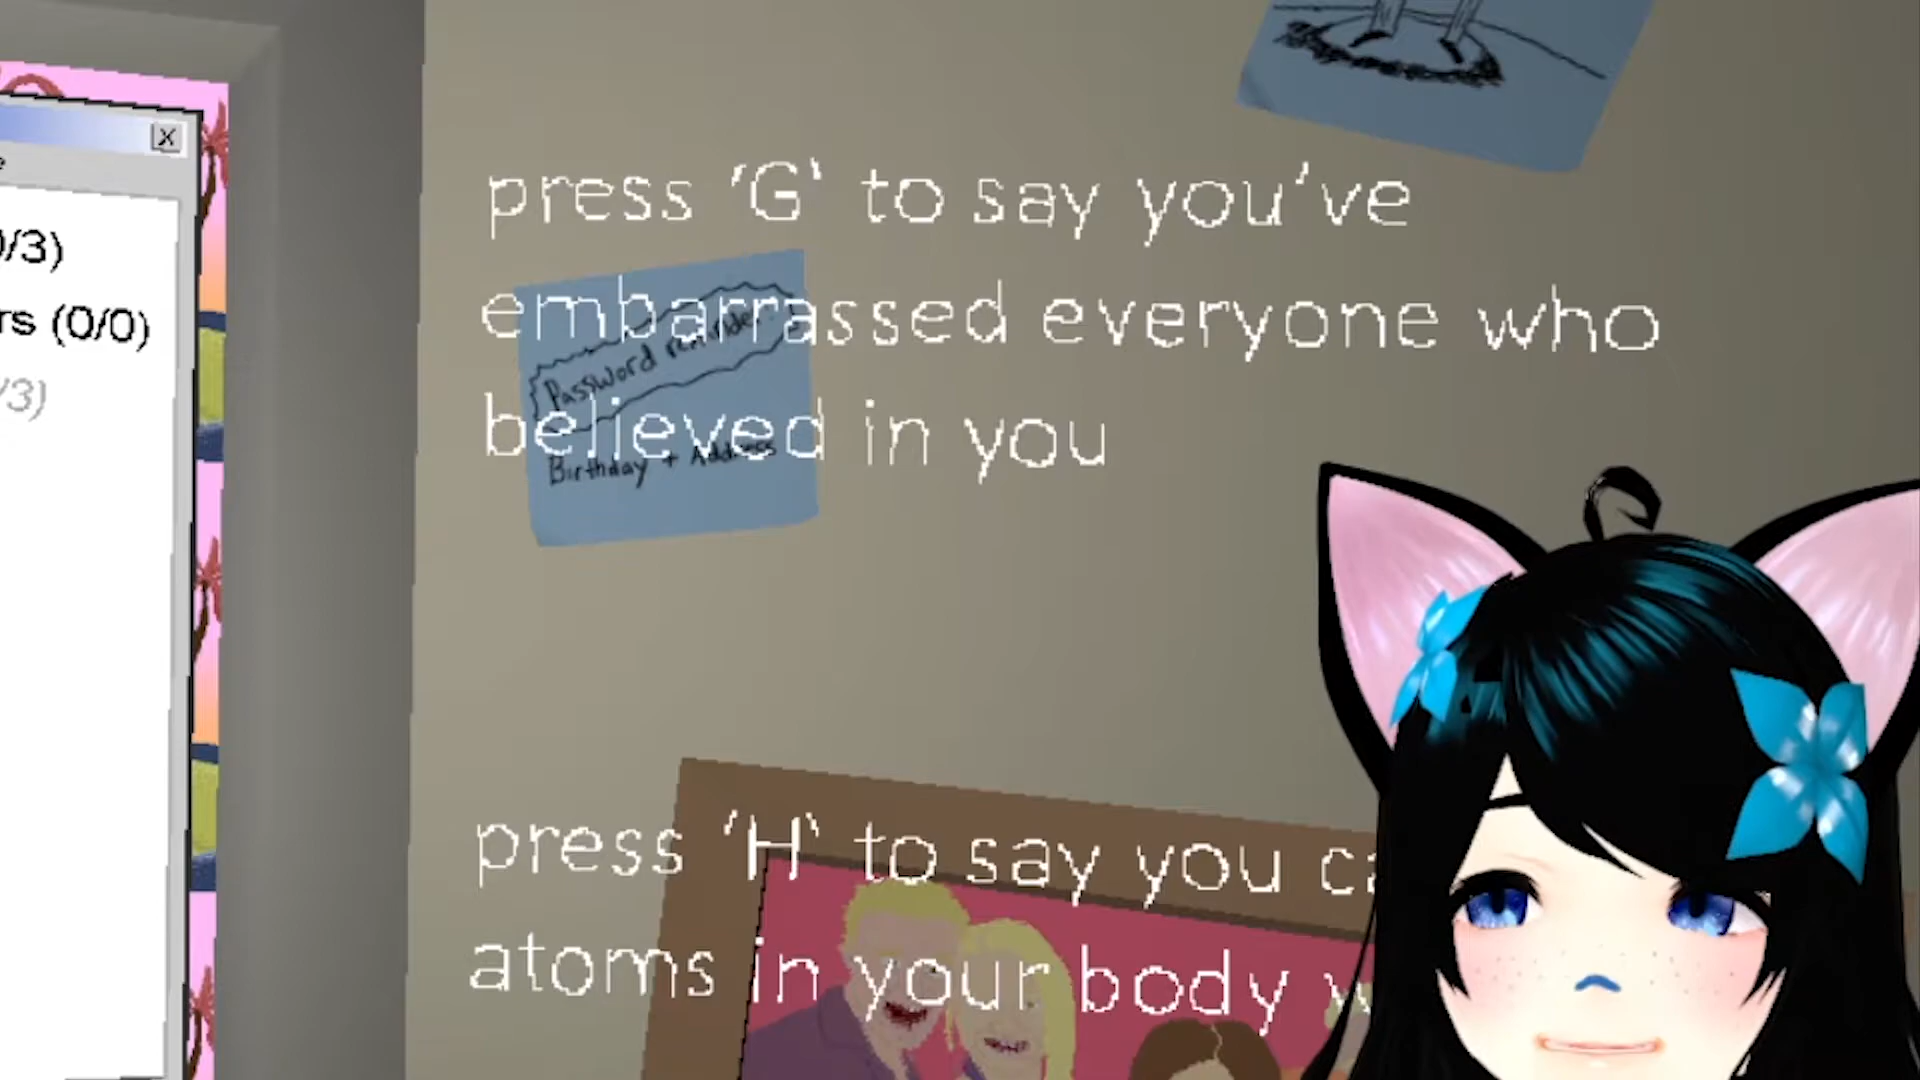 X
/3)
rs (0/0)
/3)
press 'G' to say you've
embarrassed everyone who
believed in you
Password reminder
Birthday + Address
press 'H' to say you
atoms in your body